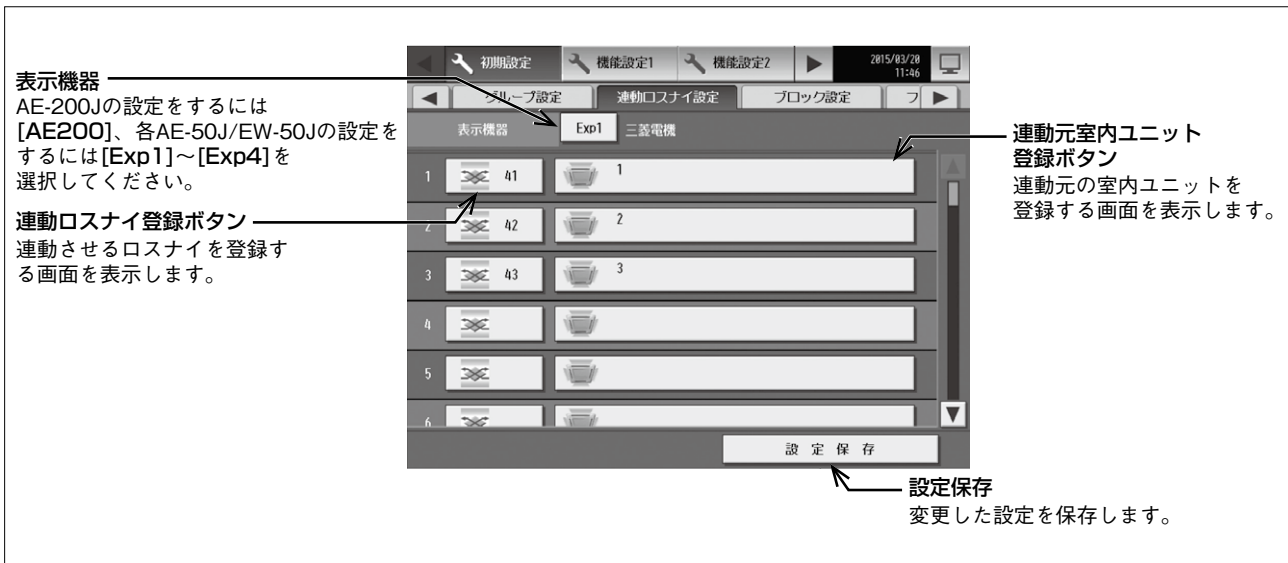 表示機器
AE-200Jの設定をするには
[AE200]、各AE-50J/EW-50Jの設定を
するには[Exp1]～[Exp4]を
選択してください。
連動ロスナイ登録ボタン
連動させるロスナイを登録す
る画面を表示します。
初期設定
機能設定1
機能設定2
2015/03/20
11:46
グループ設定
連動ロスナイ設定
ブロック設定
フ
表示機器
Exp1
三菱電機
1 41 1
2 42 2
3 43 3
4
5
6
設定保存
連動元室内ユニット
登録ボタン
連動元の室内ユニットを
登録する画面を表示します。
設定保存
変更した設定を保存します。